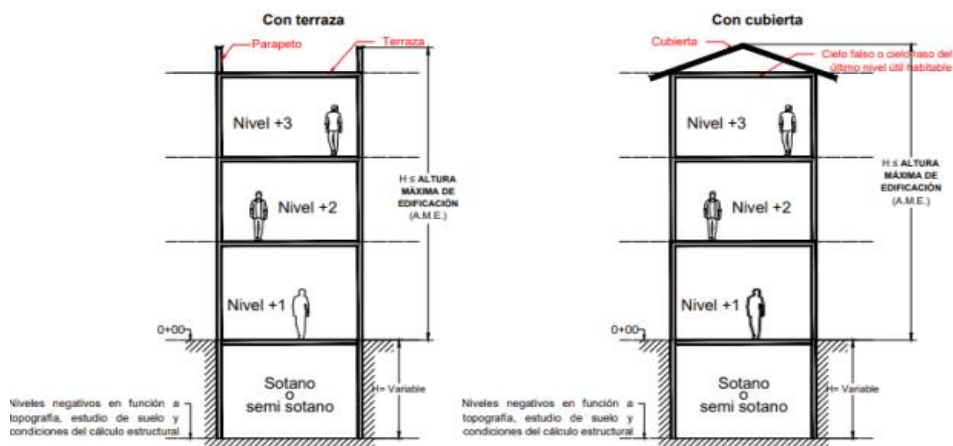 Con terraza
Parapeto
Terraza
Nivel +3
Nivel +2
Nivel +1
H ≤ ALTURA
MÁXIMA DE
EDIFICACIÓN
(A.M.E.)
0+00
Sotano
o
semi sotano
H= Variable
Niveles negativos en función a
topografía, estudio de suelo y
condiciones del cálculo estructural
Con cubierta
Cubierta
Cielo falso o cielo raso del
último nivel útil habitable
Nivel +3
Nivel +2
Nivel +1
H ≤ ALTURA
MÁXIMA DE
EDIFICACIÓN
(A.M.E.)
0+00
Sotano
o
semi sotano
H= Variable
Niveles negativos en función a
topografía, estudio de suelo y
condiciones del cálculo estructural